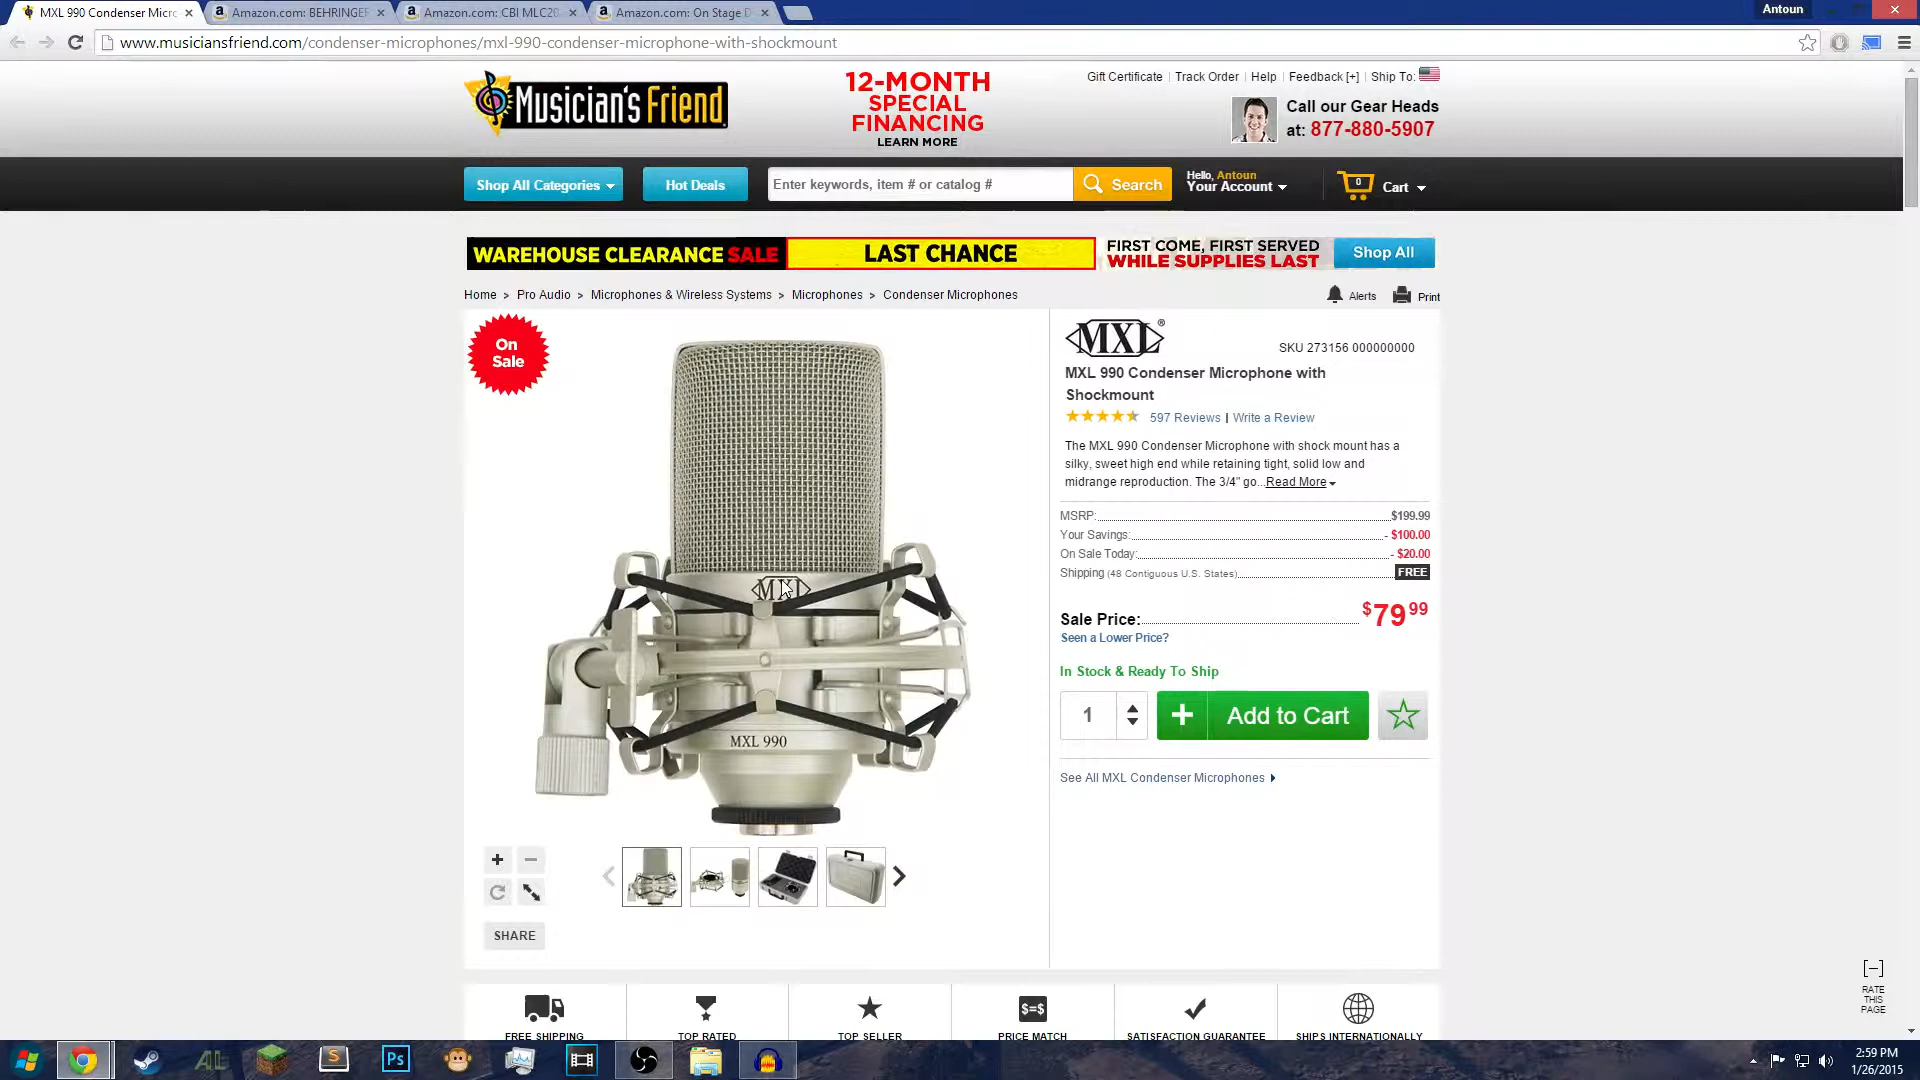 MXL 990 Condenser Micro
Amazon.com: BEHRINGER
Amazon.com: CBI MLC20
Amazon.com: On Stage D
Antoun
www.musiciansfriend.com/condenser-microphones/mxl-990-condenser-microphone-with-shockmount
Musician's Friend
12-MONTH
SPECIAL
FINANCING
LEARN MORE
Gift Certificate | Track Order | Help | Feedback [+] | Ship To:
Call our Gear Heads
at: 877-880-5907
Shop All Categories
Hot Deals
Enter keywords, item # or catalog #
Search
Hello, Antoun
Your Account
0
Cart
WAREHOUSE CLEARANCE SALE
LAST CHANCE
FIRST COME, FIRST SERVED
WHILE SUPPLIES LAST
Shop All
Home > Pro Audio > Microphones & Wireless Systems > Microphones > Condenser Microphones
Alerts
Print
On
Sale
MXL
MXL 990
MXL®
SKU 273156 000000000
MXL 990 Condenser Microphone with
Shockmount
597 Reviews | Write a Review
The MXL 990 Condenser Microphone with shock mount has a
silky, sweet high end while retaining tight, solid low and
midrange reproduction. The 3/4" go...Read More
MSRP: $199.99
Your Savings: - $100.00
On Sale Today: - $20.00
Shipping (48 Contiguous U.S. States) FREE
Sale Price: $79 99
Seen a Lower Price?
In Stock & Ready To Ship
1
+ Add to Cart
See All MXL Condenser Microphones
SHARE
[−]
RATE
THIS
PAGE
FREE SHIPPING
TOP RATED
TOP SELLER
$=$
PRICE MATCH
SATISFACTION GUARANTEE
SHIPS INTERNATIONALLY
AL
S
Ps
2:59 PM
1/26/2015